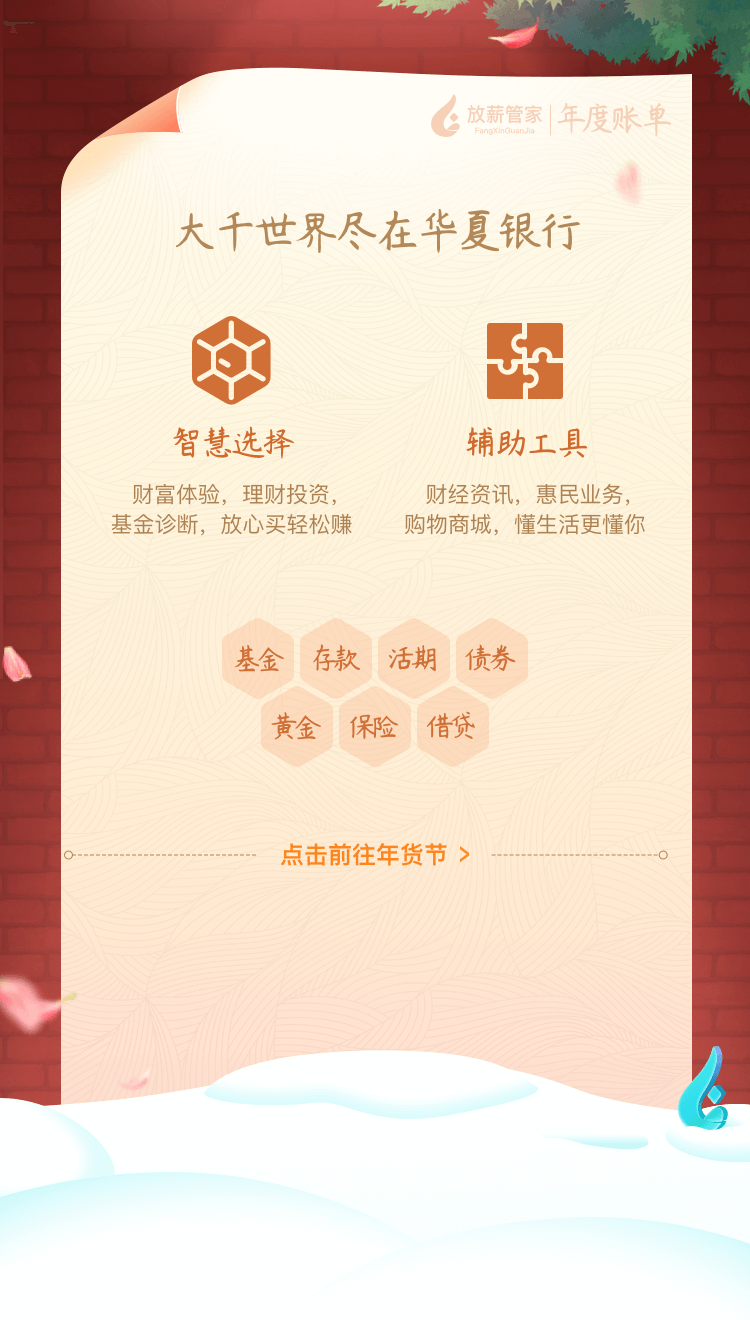 放薪管家
FangXinGuanJia
年度账单
大千世界尽在华夏银行
智慧选择
财富体验，理财投资，
基金诊断，放心买轻松赚
辅助工具
财经资讯，惠民业务，
购物商城，懂生活更懂你
基金 存款 活期 债券
黄金 保险 借贷
点击前往年货节 >